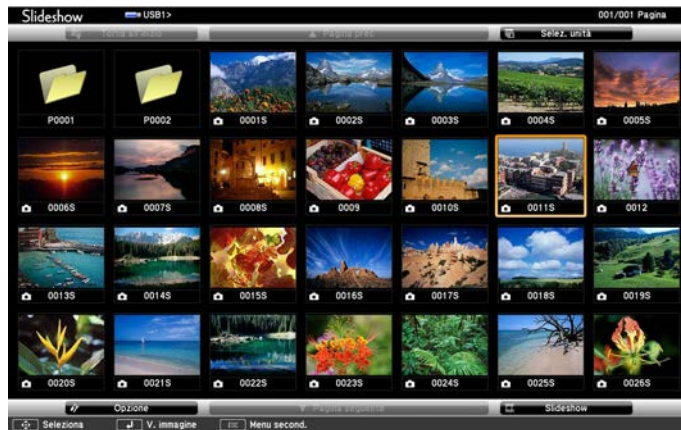 Slideshow USB1> 001/001 Pagina
Torna all'inizio Pagina prec Selez. unità
P0001 P0002 0001S 0002S 0003S 0004S 0005S
0006S 0007S 0008S 0009 0010S 0011S 0012
0013S 0014S 0015S 0016S 0017S 0018S 0019S
0020S 0021S 0022S 0023S 0024S 0025S 0026S
Opzione Pagina seguente Slideshow
Seleziona V. immagine ESC Menu second.